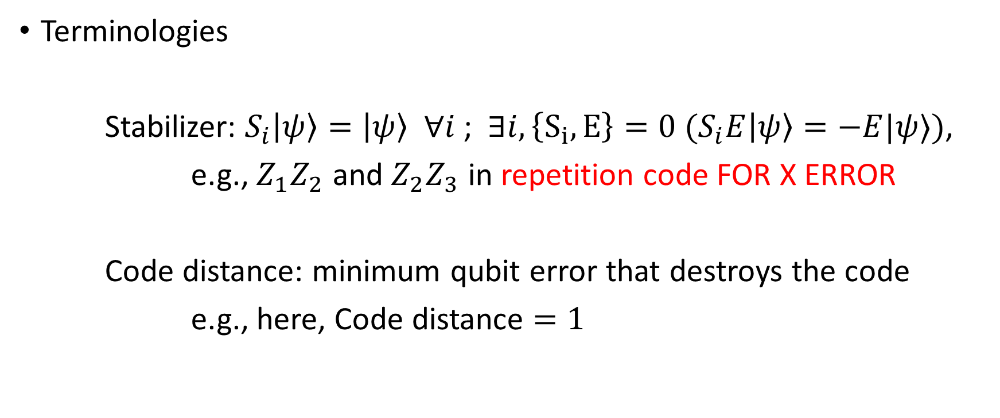 • Terminologies
Stabilizer: $S_i|\psi\rangle = |\psi\rangle \ \forall i \ ; \ \exists i, \{\mathrm{S_i}, \mathrm{E}\} = 0 \ (S_i E|\psi\rangle = -E|\psi\rangle)$,
e.g., $Z_1Z_2$ and $Z_2Z_3$ in repetition code FOR X ERROR
Code distance: minimum qubit error that destroys the code
e.g., here, Code distance $= 1$